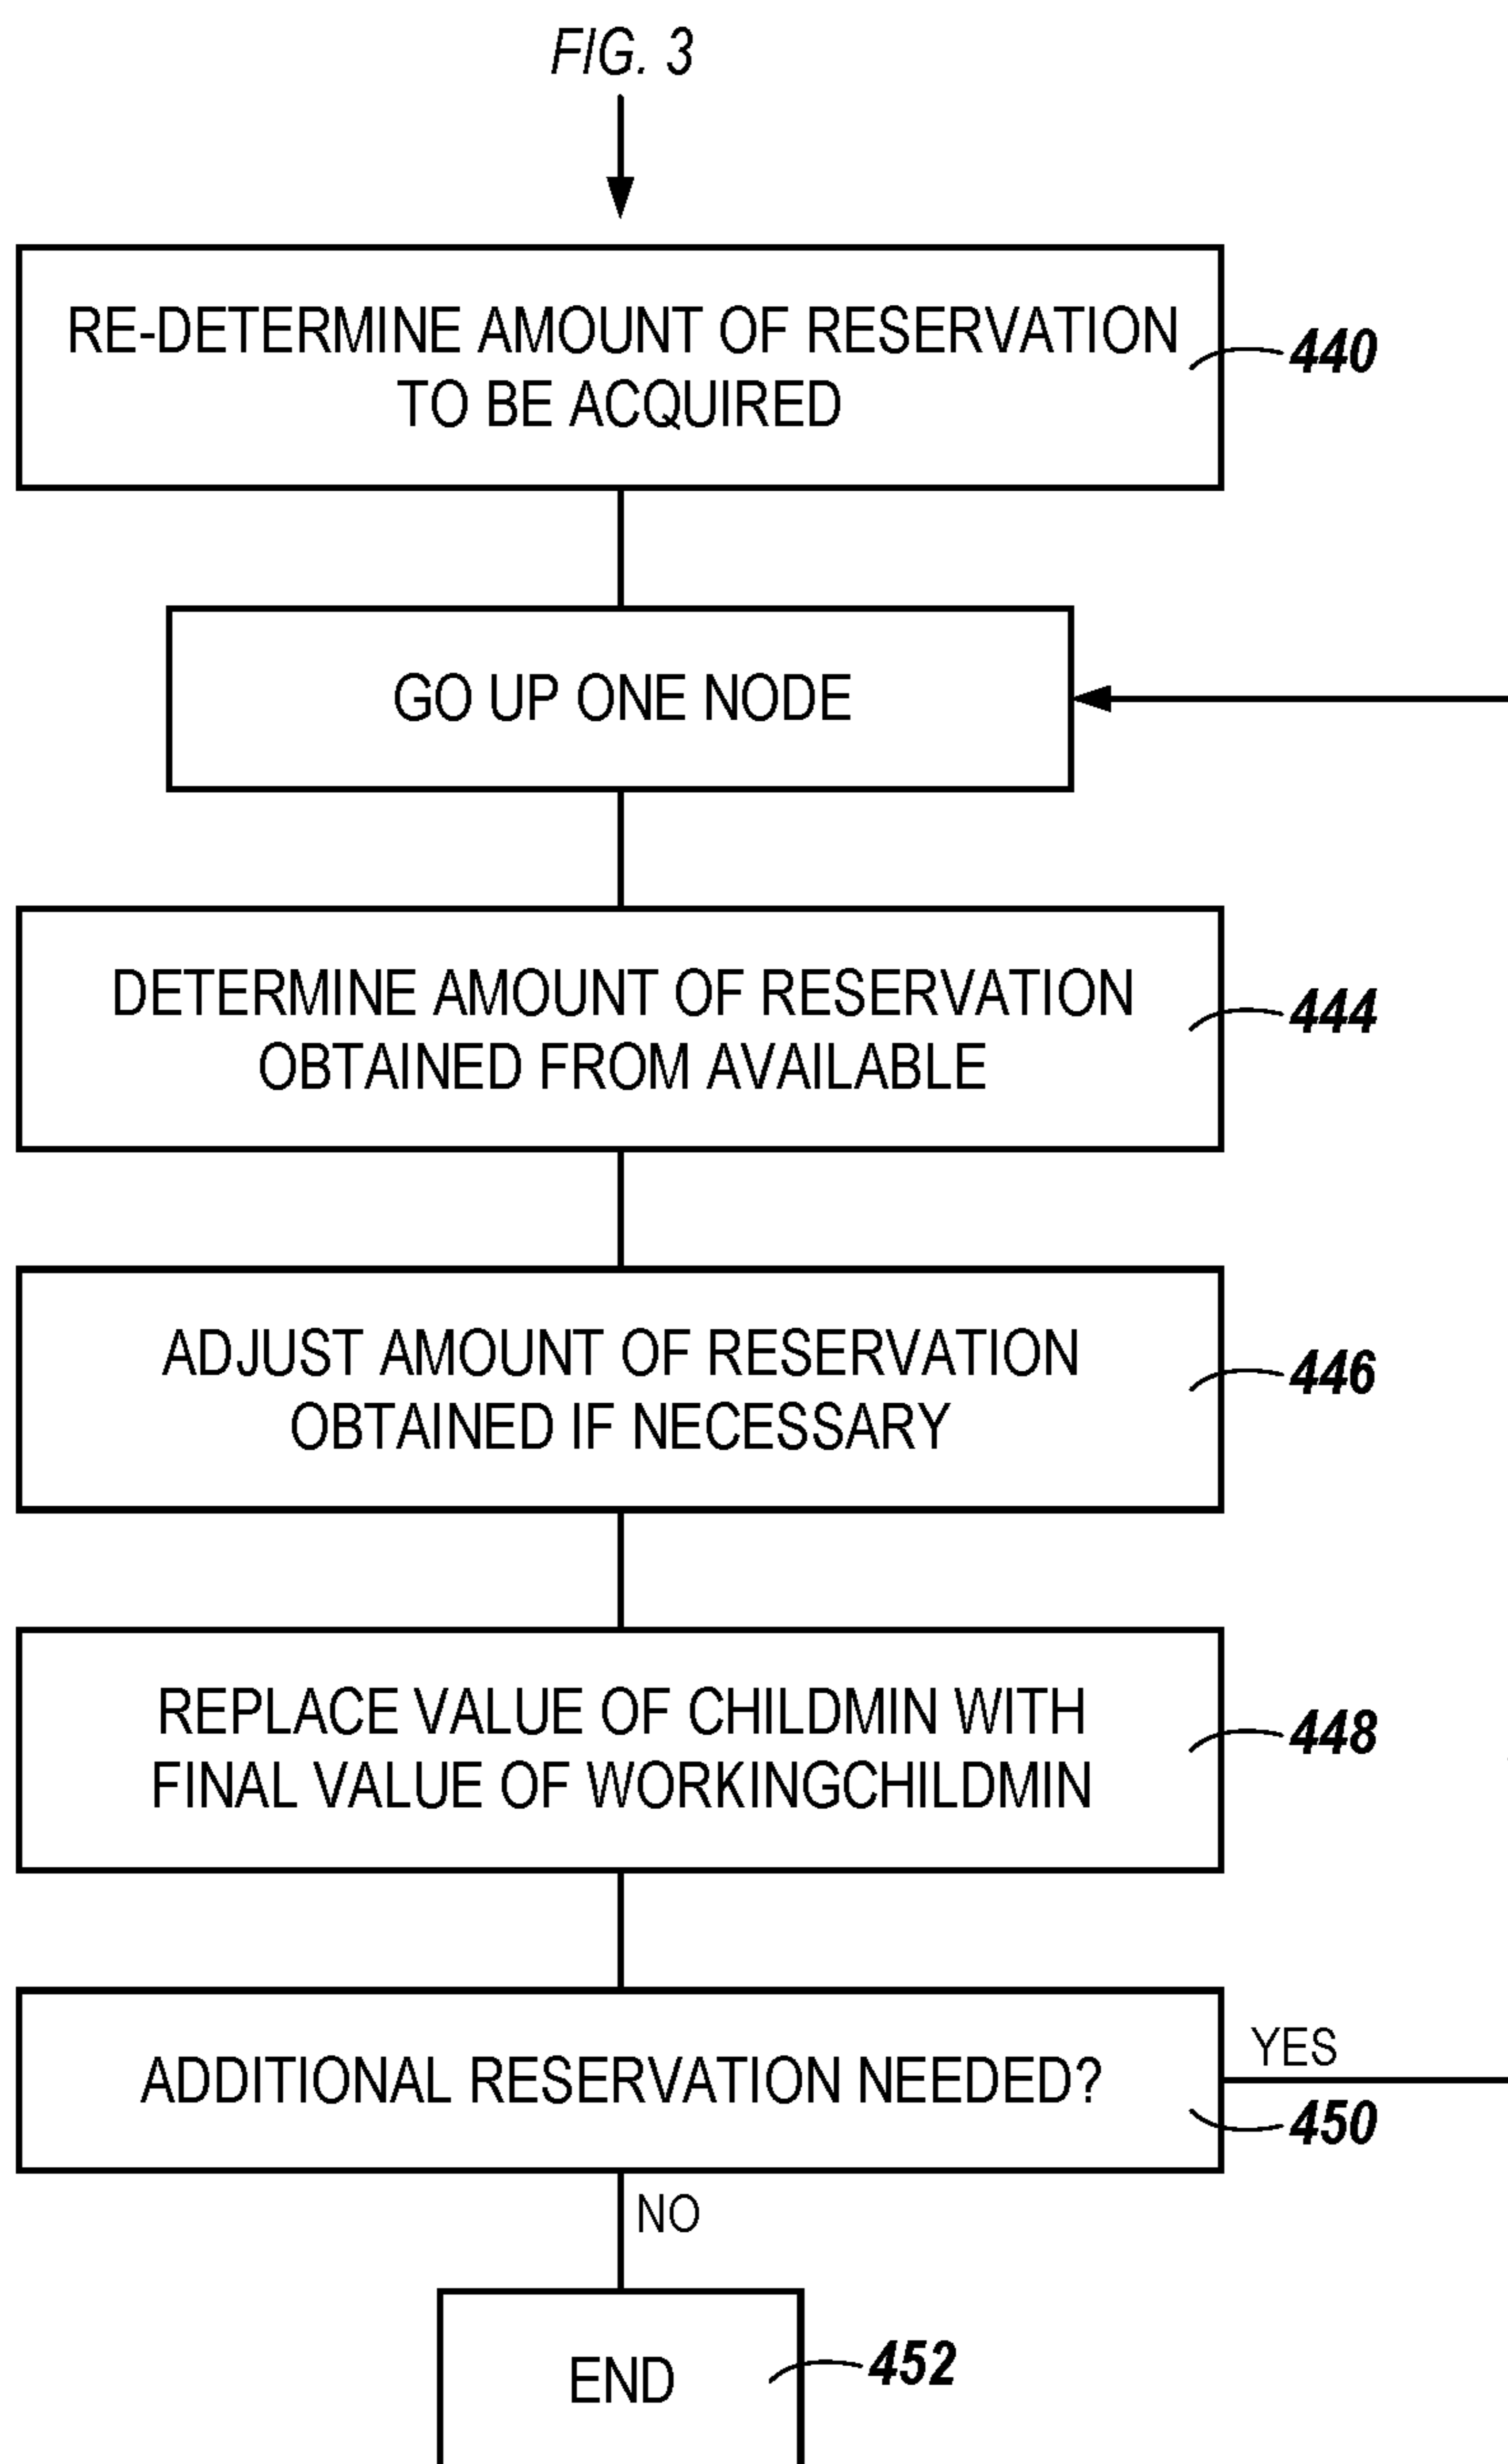 FIG. 3
RE-DETERMINE AMOUNT OF RESERVATION
TO BE ACQUIRED
440
GO UP ONE NODE
DETERMINE AMOUNT OF RESERVATION
OBTAINED FROM AVAILABLE
444
ADJUST AMOUNT OF RESERVATION
OBTAINED IF NECESSARY
446
REPLACE VALUE OF CHILDMIN WITH
FINAL VALUE OF WORKINGCHILDMIN
448
ADDITIONAL RESERVATION NEEDED?
YES
450
NO
END
452